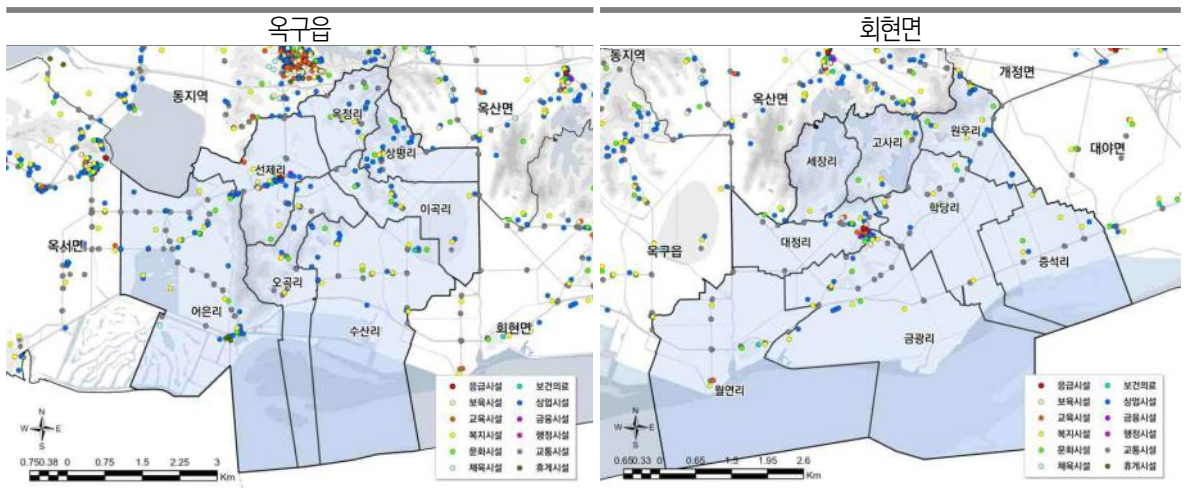 옥구읍
동지역
옥정리
옥산면
상평리
선제리
이곡리
옥서면
오곡리
어은리
수산리
회현면
응급시설 보건의료
보육시설 상업시설
교육시설 금융시설
복지시설 행정시설
문화시설 교통시설
체육시설 휴게시설
N
W E
S
0.750.38 0 0.75 1.5 2.25 3
Km
회현면
동지역
개정면
옥산면
원우리
고사리
세장리
대야면
학당리
대정리
옥구읍
증석리
금광리
월연리
응급시설 보건의료
보육시설 상업시설
교육시설 금융시설
복지시설 행정시설
문화시설 교통시설
체육시설 휴게시설
N
W E
S
0.650.33 0 0.65 1.3 1.95 2.6
Km